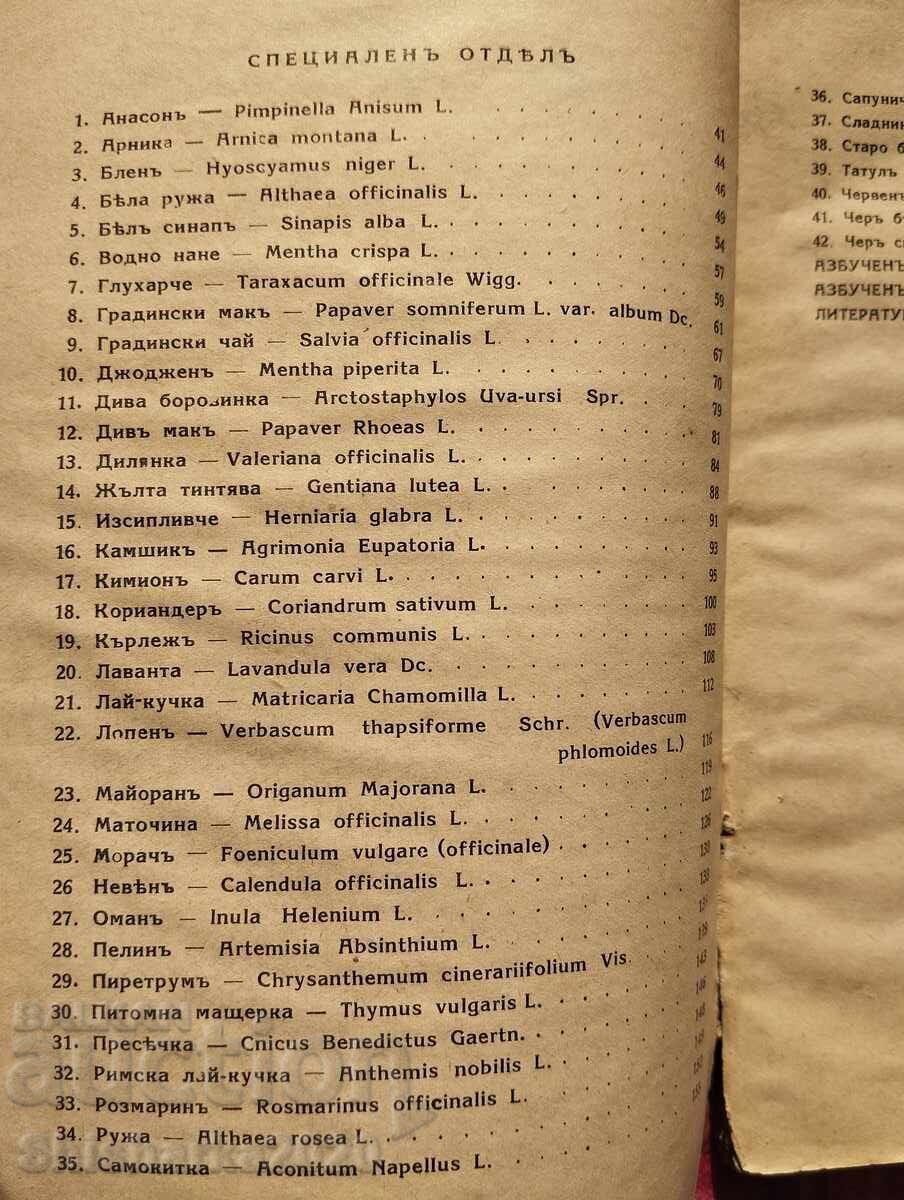 СПЕЦИАЛЕНЪ ОТДѢЛЪ
1. Анасонъ — Pimpinella Anisum L. 41
2. Арника — Arnica montana L. 44
3. Бленъ — Hyoscyamus niger L. 46
4. Бѣла ружа — Althaea officinalis L. 49
5. Бѣлъ синапъ — Sinapis alba L. 54
6. Водно нане — Mentha crispa L. 57
7. Глухарче — Taraxacum officinale Wigg. 59
8. Градински макъ — Papaver somniferum L. var. album Dc. 61
9. Градински чай — Salvia officinalis L. 67
10. Джодженъ — Mentha piperita L. 70
11. Дива боровинка — Arctostaphylos Uva-ursi Spr. 79
12. Дивъ макъ — Papaver Rhoeas L. 81
13. Дилянка — Valeriana officinalis L. 84
14. Жълта тинтява — Gentiana lutea L. 88
15. Изсипливче — Herniaria glabra L. 91
16. Камшикъ — Agrimonia Eupatoria L. 93
17. Кимионъ — Carum carvi L. 95
18. Кориандеръ — Coriandrum sativum L. 100
19. Кърлежъ — Ricinus communis L. 103
20. Лаванта — Lavandula vera Dc. 108
21. Лай-кучка — Matricaria Chamomilla L. 112
22. Лопенъ — Verbascum thapsiforme Schr. (Verbascum
phlomoides L.) 116
119
23. Майоранъ — Origanum Majorana L. 122
24. Маточина — Melissa officinalis L. 126
25. Морачъ — Foeniculum vulgare (officinale) 130
26 Невѣнъ — Calendula officinalis L.
27. Оманъ — Inula Helenium L.
28. Пелинъ — Artemisia Absinthium L.
29. Пиретрумъ — Chrysanthemum cinerariifolium Vis. 143
30. Питомна мащерка — Thymus vulgaris L.
31. Пресѣчка — Cnicus Benedictus Gaertn.
32. Римска лай-кучка — Anthemis nobilis L.
33. Розмаринъ — Rosmarinus officinalis L.
34. Ружа — Althaea rosea L.
35. Самокитка — Aconitum Napellus L.
36. Сапунич
37. Сладник
38. Старо б
39. Татулъ
40. Червенъ
41. Черъ б
42. Черъ с
АЗБУЧЕНЪ
АЗБУЧЕНЪ
ЛИТЕРАТУ